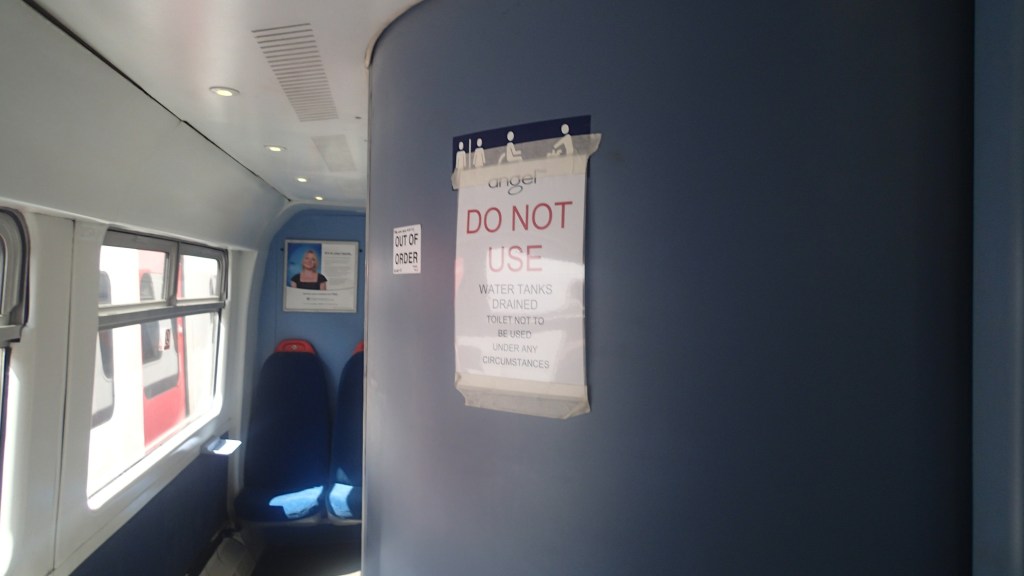 OUT OF
ORDER
angel
DO NOT
USE
WATER TANKS
DRAINED
TOILET NOT TO
BE USED
UNDER ANY
CIRCUMSTANCES